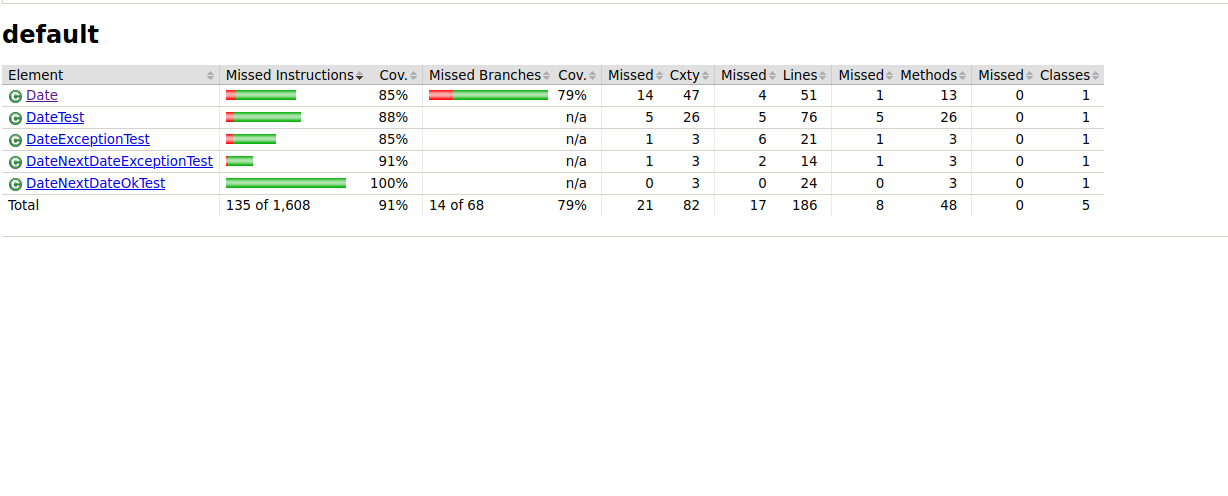 default
Element Missed Instructions Cov. Missed Branches Cov. Missed Cxty Missed Lines Missed Methods Missed Classes
C Date 85% 79% 14 47 4 51 1 13 0 1
C DateTest 88% n/a 5 26 5 76 5 26 0 1
C DateExceptionTest 85% n/a 1 3 6 21 1 3 0 1
C DateNextDateExceptionTest 91% n/a 1 3 2 14 1 3 0 1
C DateNextDateOkTest 100% n/a 0 3 0 24 0 3 0 1
Total 135 of 1,608 91% 14 of 68 79% 21 82 17 186 8 48 0 5